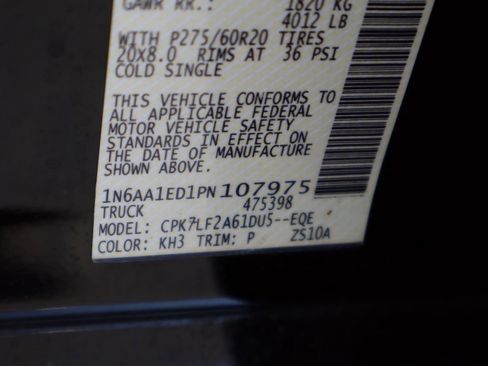 GAWR RR.: 1820 KG
4012 LB
WITH P275/60R20 TIRES
20x8.0 RIMS AT 36 PSI
COLD SINGLE
THIS VEHICLE CONFORMS TO
ALL APPLICABLE FEDERAL
MOTOR VEHICLE SAFETY
STANDARDS IN EFFECT ON
THE DATE OF MANUFACTURE
SHOWN ABOVE.
1N6AA1ED1PN107975
TRUCK 475398
MODEL: CPK7LF2A61DU5--EQE
COLOR: KH3 TRIM: P ZS10A